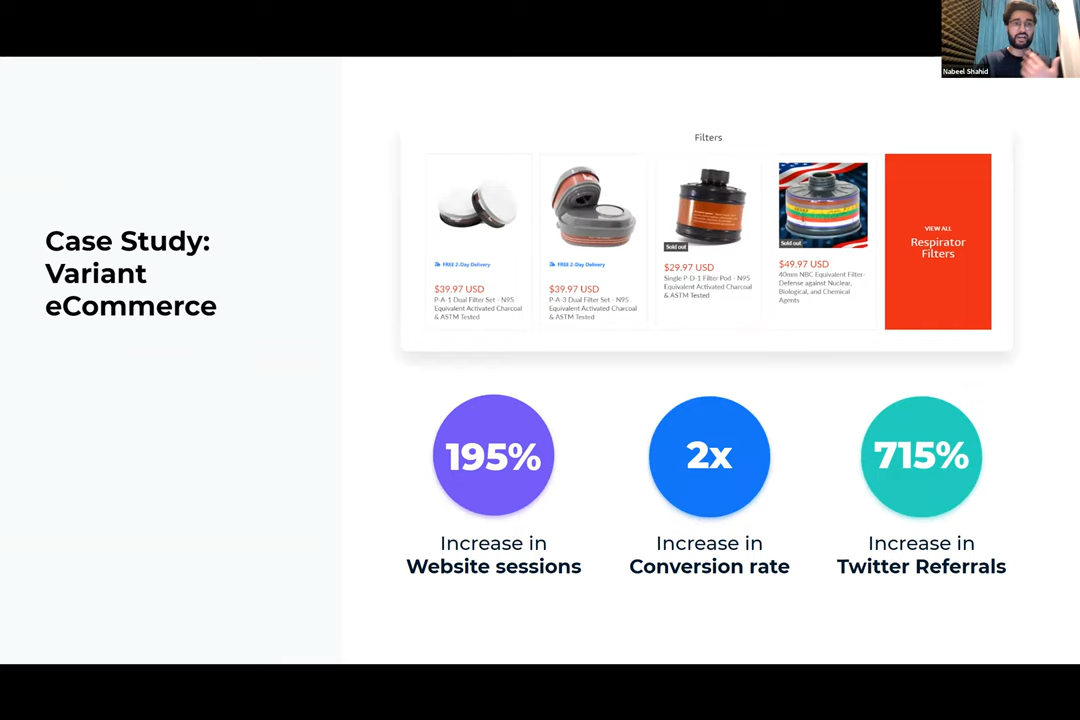 Nabeel Shahid
Case Study:
Variant
eCommerce
Filters
FREE 2-Day Delivery
$39.97 USD
P-A-1 Dual Filter Set - N95
Equivalent Activated Charcoal
& ASTM Tested
FREE 2-Day Delivery
$39.97 USD
P-A-3 Dual Filter Set - N95
Equivalent Activated Charcoal
& ASTM Tested
Sold out
$29.97 USD
Single P-D-1 Filter Pod - N95
Equivalent Activated Charcoal
& ASTM Tested
Sold out
$49.97 USD
40mm NBC Equivalent Filter-
Defense against Nuclear,
Biological, and Chemical
Agents
VIEW ALL
Respirator
Filters
195%
Increase in
Website sessions
2x
Increase in
Conversion rate
715%
Increase in
Twitter Referrals